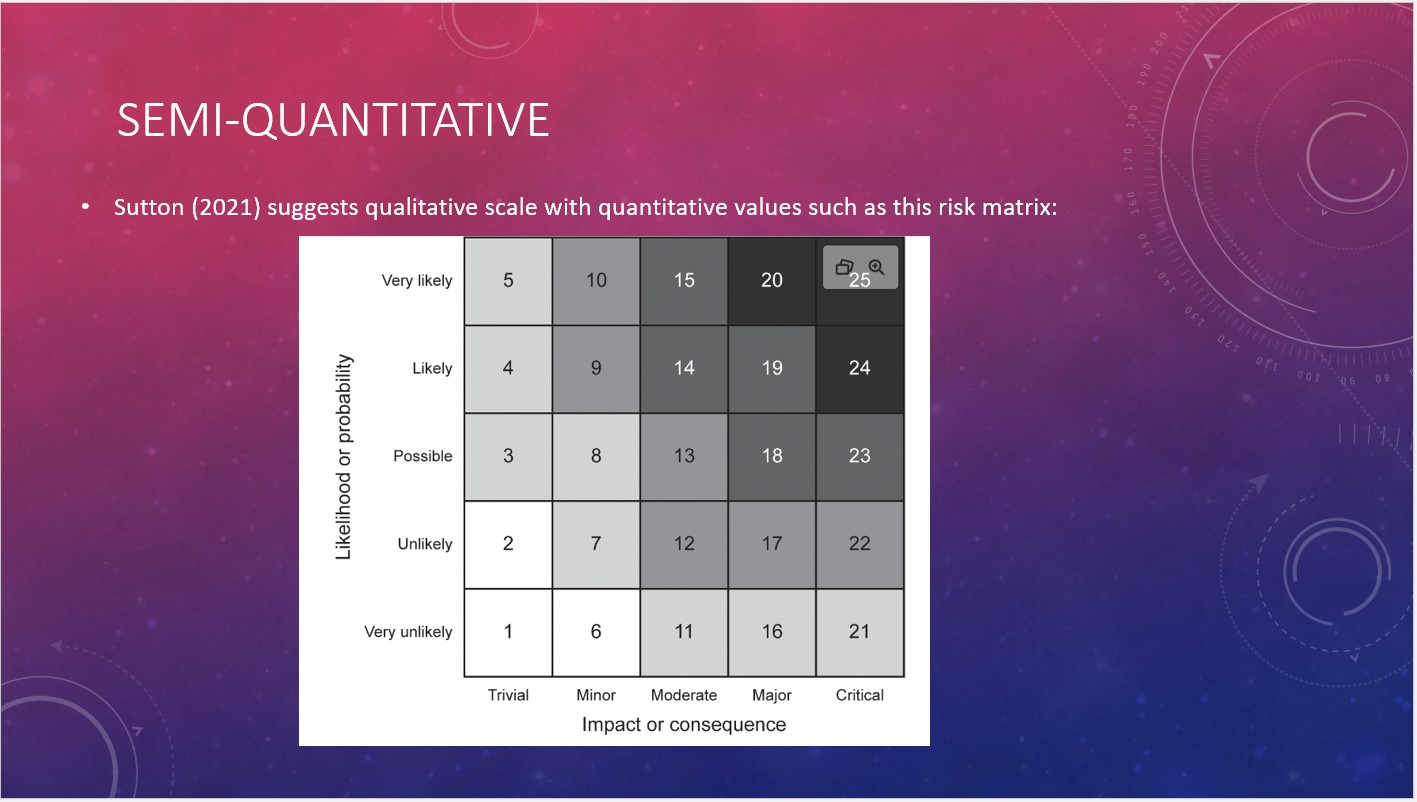 SEMI-QUANTITATIVE
• Sutton (2021) suggests qualitative scale with quantitative values such as this risk matrix:
Likelihood or probability
Very likely 5 10 15 20 25
Likely 4 9 14 19 24
Possible 3 8 13 18 23
Unlikely 2 7 12 17 22
Very unlikely 1 6 11 16 21
Trivial Minor Moderate Major Critical
Impact or consequence
210
200
190
180
170
160
150
140
130
120
110
100
90
80